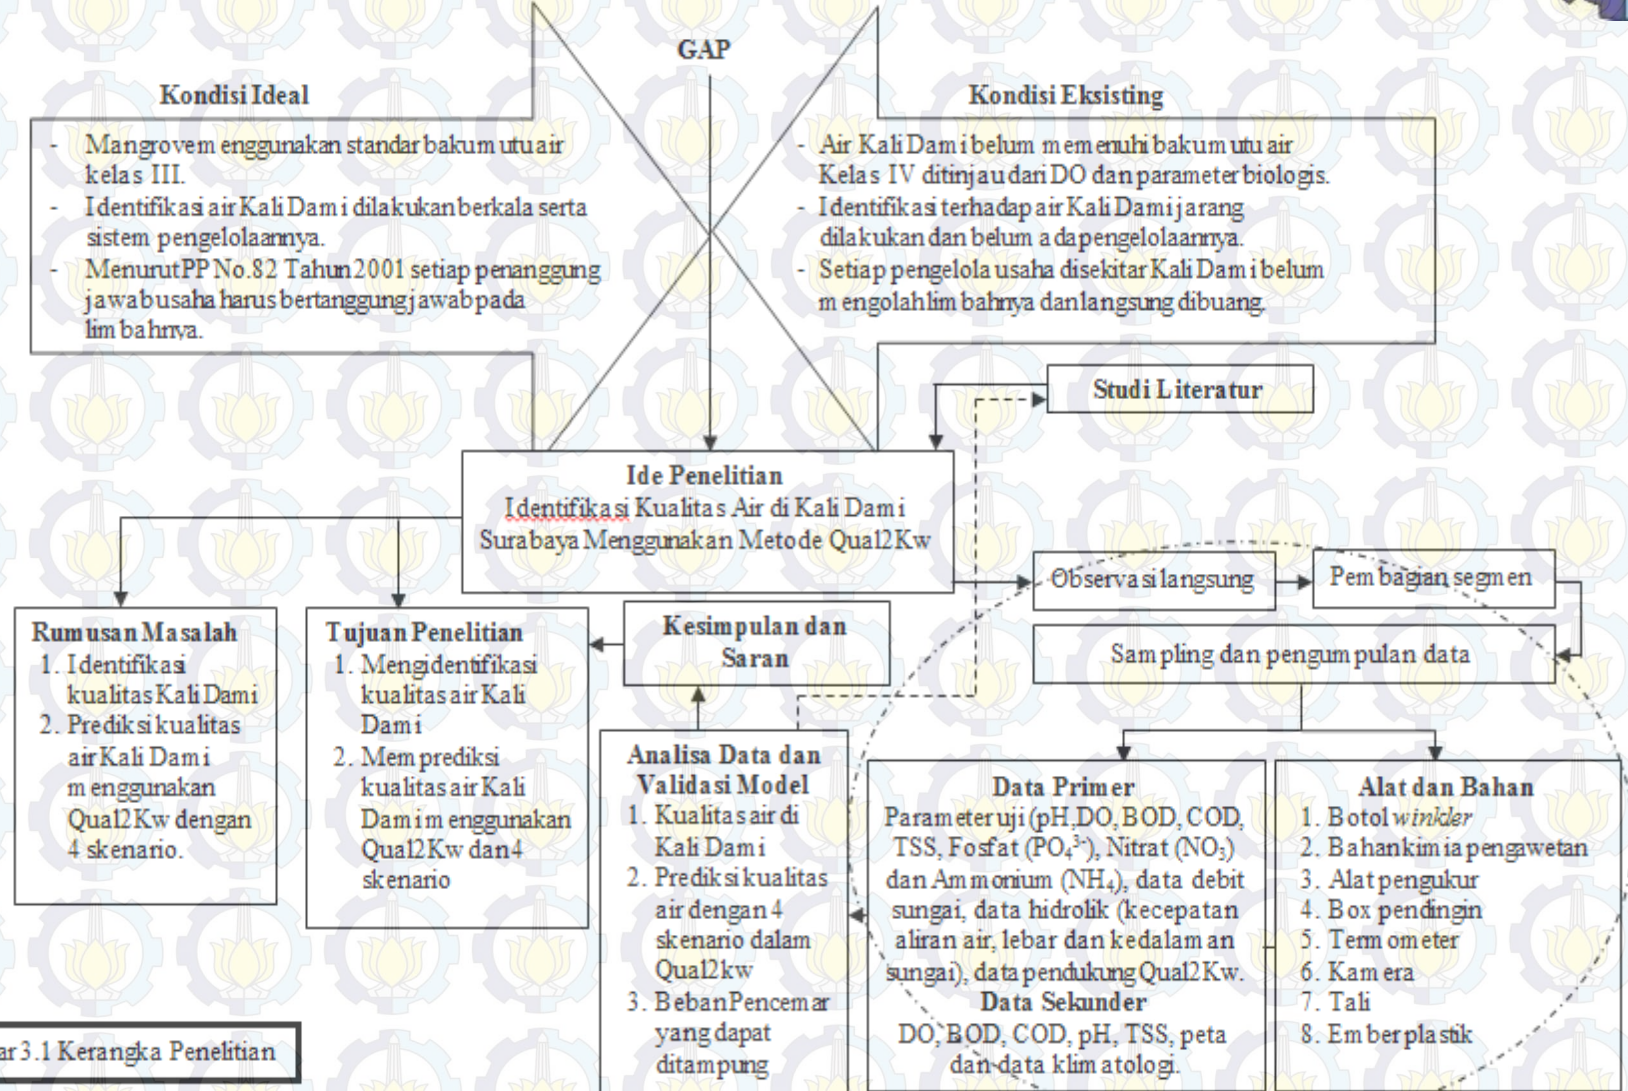 GAP
Kondisi Ideal
- Mangrove menggunakan standar baku mutu air
kelas III.
- Identifikasi air Kali Dami dilakukan berkala serta
sistem pengelolaannya.
- Menurut PP No.82 Tahun 2001 setiap penanggung
jawab usaha harus bertanggung jawab pada
limbahnya.
Kondisi Eksisting
- Air Kali Dami belum memenuhi baku mutu air
Kelas IV ditinjau dari DO dan parameter biologis.
- Identifikasi terhadap air Kali Dami jarang
dilakukan dan belum ada pengelolaannya.
- Setiap pengelola usaha disekitar Kali Dami belum
mengolah limbahnya dan langsung dibuang.
Studi Literatur
Ide Penelitian
Identifikasi Kualitas Air di Kali Dami
Surabaya Menggunakan Metode Qual2Kw
Observasi langsung
Pembagian segmen
Sampling dan pengumpulan data
Rumusan Masalah
1. Identifikasi
kualitas Kali Dami
2. Prediksi kualitas
air Kali Dami
menggunakan
Qual2Kw dengan
4 skenario.
Tujuan Penelitian
1. Mengidentifikasi
kualitas air Kali
Dami
2. Memprediksi
kualitas air Kali
Dami menggunakan
Qual2Kw dan 4
skenario
Kesimpulan dan
Saran
Analisa Data dan
Validasi Model
1. Kualitas air di
Kali Dami
2. Prediksi kualitas
air dengan 4
skenario dalam
Qual2kw
3. Beban Pencemar
yang dapat
ditampung
Data Primer
Parameter uji (pH, DO, BOD, COD,
TSS, Fosfat (PO₄³⁻), Nitrat (NO₃)
dan Ammonium (NH₄), data debit
sungai, data hidrolik (kecepatan
aliran air, lebar dan kedalaman
sungai), data pendukung Qual2Kw.
Data Sekunder
DO, BOD, COD, pH, TSS, peta
dan data klimatologi.
Alat dan Bahan
1. Botol winkler
2. Bahan kimia pengawetan
3. Alat pengukur
4. Box pendingin
5. Termometer
6. Kamera
7. Tali
8. Ember plastik
ar 3.1 Kerangka Penelitian